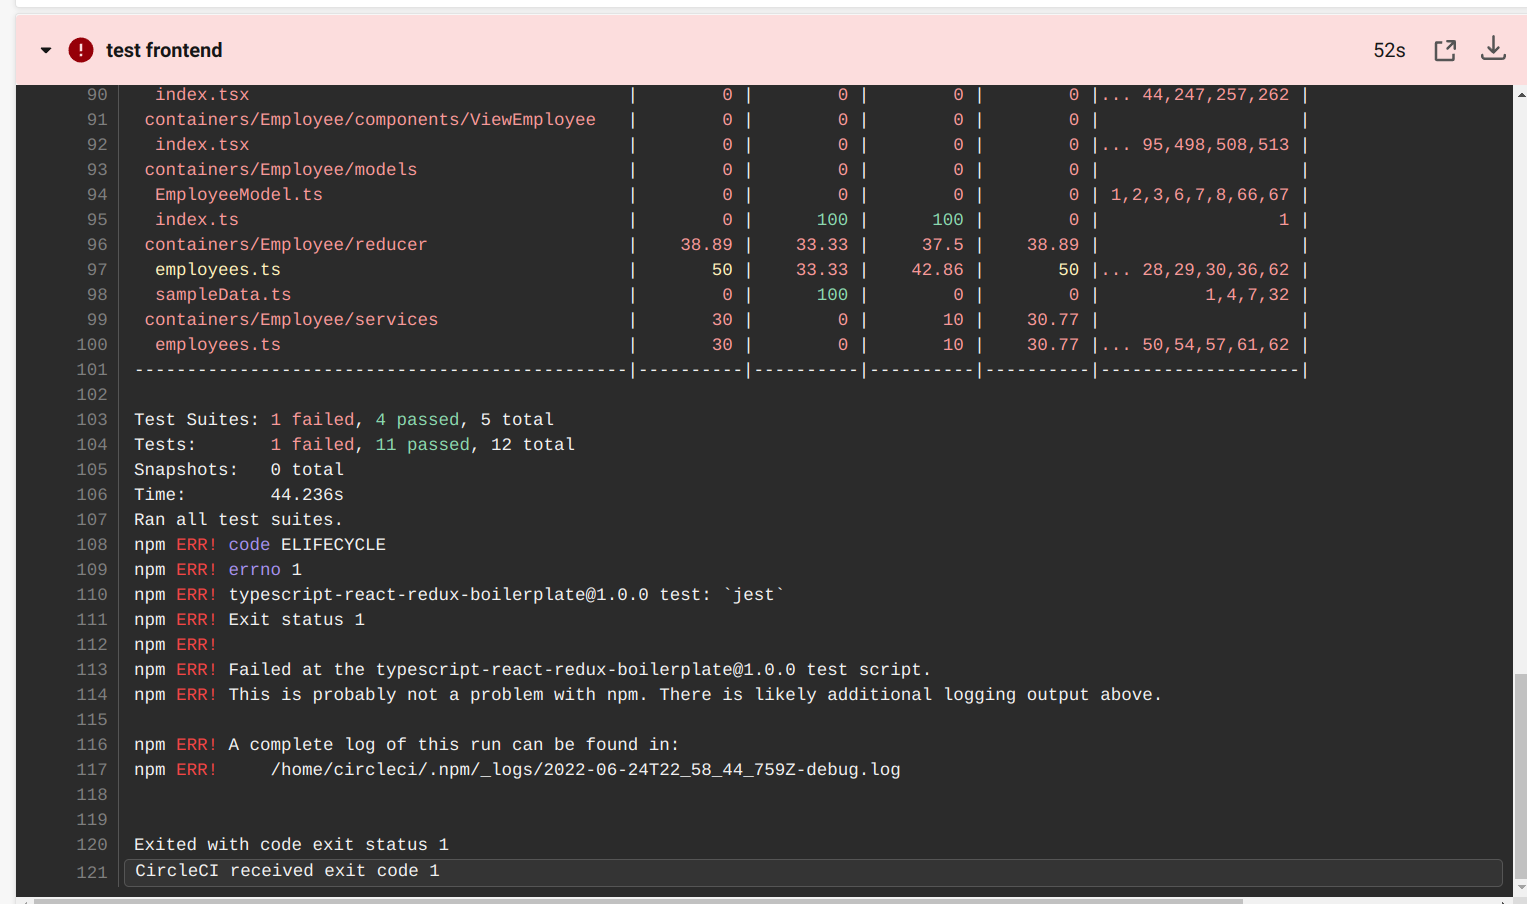 test frontend 52s
90 index.tsx | 0 | 0 | 0 | 0 |... 44,247,257,262 |
91 containers/Employee/components/ViewEmployee | 0 | 0 | 0 | 0 | |
92 index.tsx | 0 | 0 | 0 | 0 |... 95,498,508,513 |
93 containers/Employee/models | 0 | 0 | 0 | 0 | |
94 EmployeeModel.ts | 0 | 0 | 0 | 0 | 1,2,3,6,7,8,66,67 |
95 index.ts | 0 | 100 | 100 | 0 | 1 |
96 containers/Employee/reducer | 38.89 | 33.33 | 37.5 | 38.89 | |
97 employees.ts | 50 | 33.33 | 42.86 | 50 |... 28,29,30,36,62 |
98 sampleData.ts | 0 | 100 | 0 | 0 | 1,4,7,32 |
99 containers/Employee/services | 30 | 0 | 10 | 30.77 | |
100 employees.ts | 30 | 0 | 10 | 30.77 |... 50,54,57,61,62 |
101 -----------------------------------------------|----------|----------|----------|----------|-------------------|
102
103 Test Suites: 1 failed, 4 passed, 5 total
104 Tests: 1 failed, 11 passed, 12 total
105 Snapshots: 0 total
106 Time: 44.236s
107 Ran all test suites.
108 npm ERR! code ELIFECYCLE
109 npm ERR! errno 1
110 npm ERR! typescript-react-redux-boilerplate@1.0.0 test: `jest`
111 npm ERR! Exit status 1
112 npm ERR!
113 npm ERR! Failed at the typescript-react-redux-boilerplate@1.0.0 test script.
114 npm ERR! This is probably not a problem with npm. There is likely additional logging output above.
115
116 npm ERR! A complete log of this run can be found in:
117 npm ERR! /home/circleci/.npm/_logs/2022-06-24T22_58_44_759Z-debug.log
118
119
120 Exited with code exit status 1
121 CircleCI received exit code 1